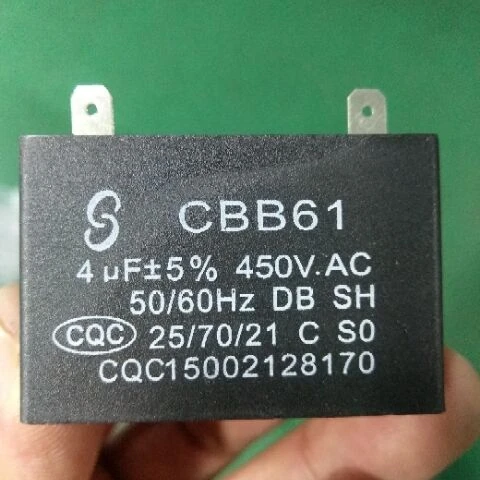 CBB61
4 μF±5% 450V.AC
50/60Hz DB SH
CQC 25/70/21 C S0
CQC15002128170